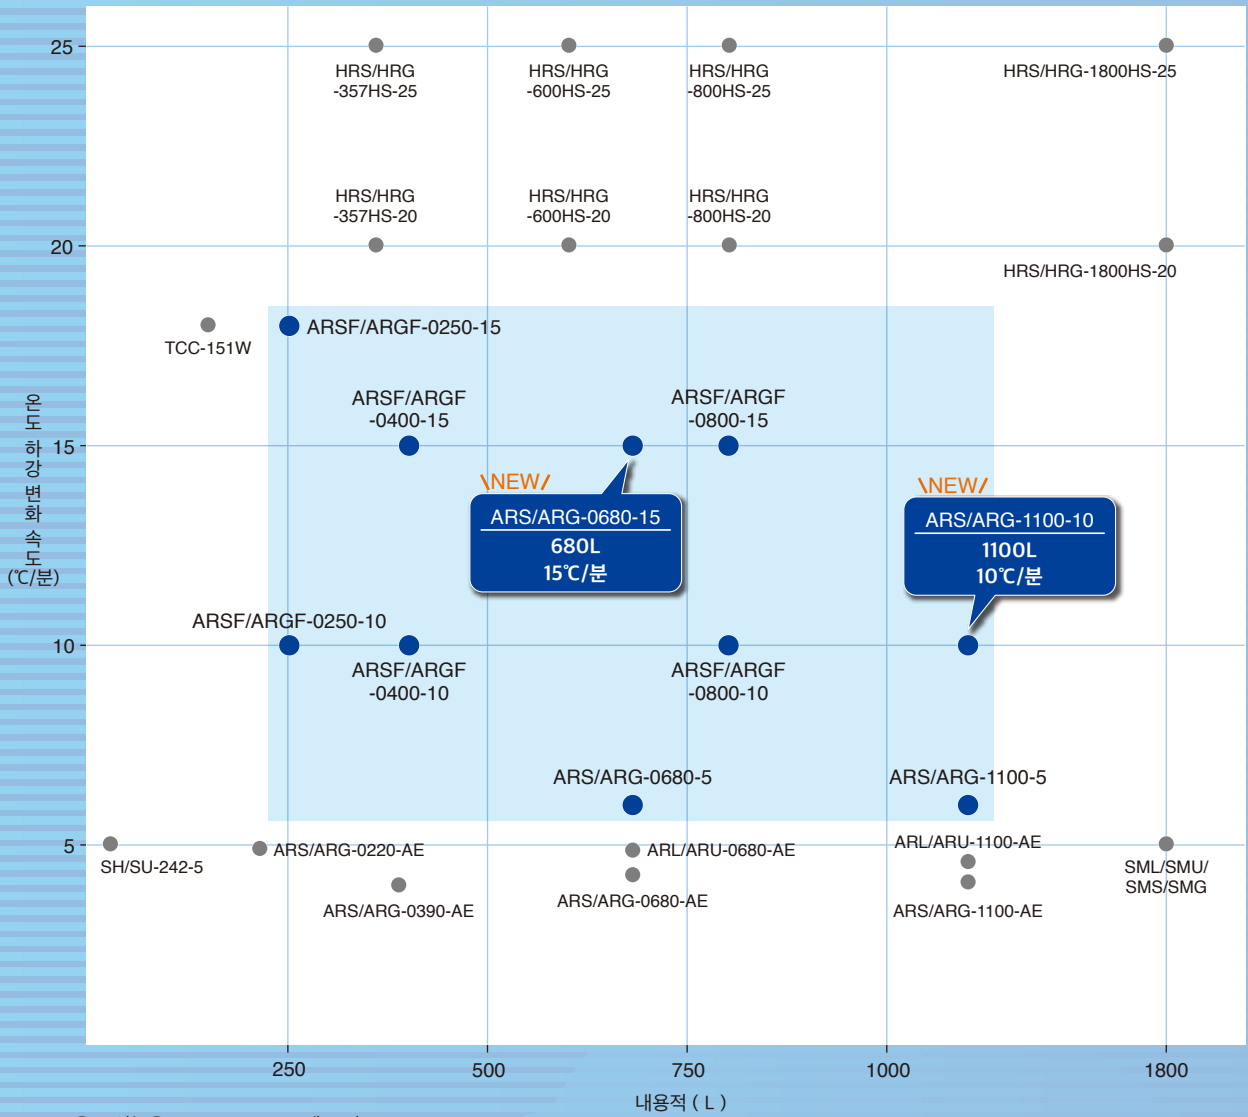 25
HRS/HRG
-357HS-25
HRS/HRG
-600HS-25
HRS/HRG
-800HS-25
HRS/HRG-1800HS-25
HRS/HRG
-357HS-20
HRS/HRG
-600HS-20
HRS/HRG
-800HS-20
20
HRS/HRG-1800HS-20
TCC-151W
ARSF/ARGF-0250-15
온도 하강 변화 속도
(℃/분)
ARSF/ARGF
-0400-15
ARSF/ARGF
-0800-15
15
\NEW/
ARS/ARG-0680-15
680L
15℃/분
\NEW/
ARS/ARG-1100-10
1100L
10℃/분
ARSF/ARGF-0250-10
10
ARSF/ARGF
-0400-10
ARSF/ARGF
-0800-10
ARS/ARG-0680-5
ARS/ARG-1100-5
5
SH/SU-242-5
ARS/ARG-0220-AE
ARS/ARG-0390-AE
ARL/ARU-0680-AE
ARS/ARG-0680-AE
ARL/ARU-1100-AE
ARS/ARG-1100-AE
SML/SMU/
SMS/SMG
250
500
750
1000
1800
내용적 ( L )